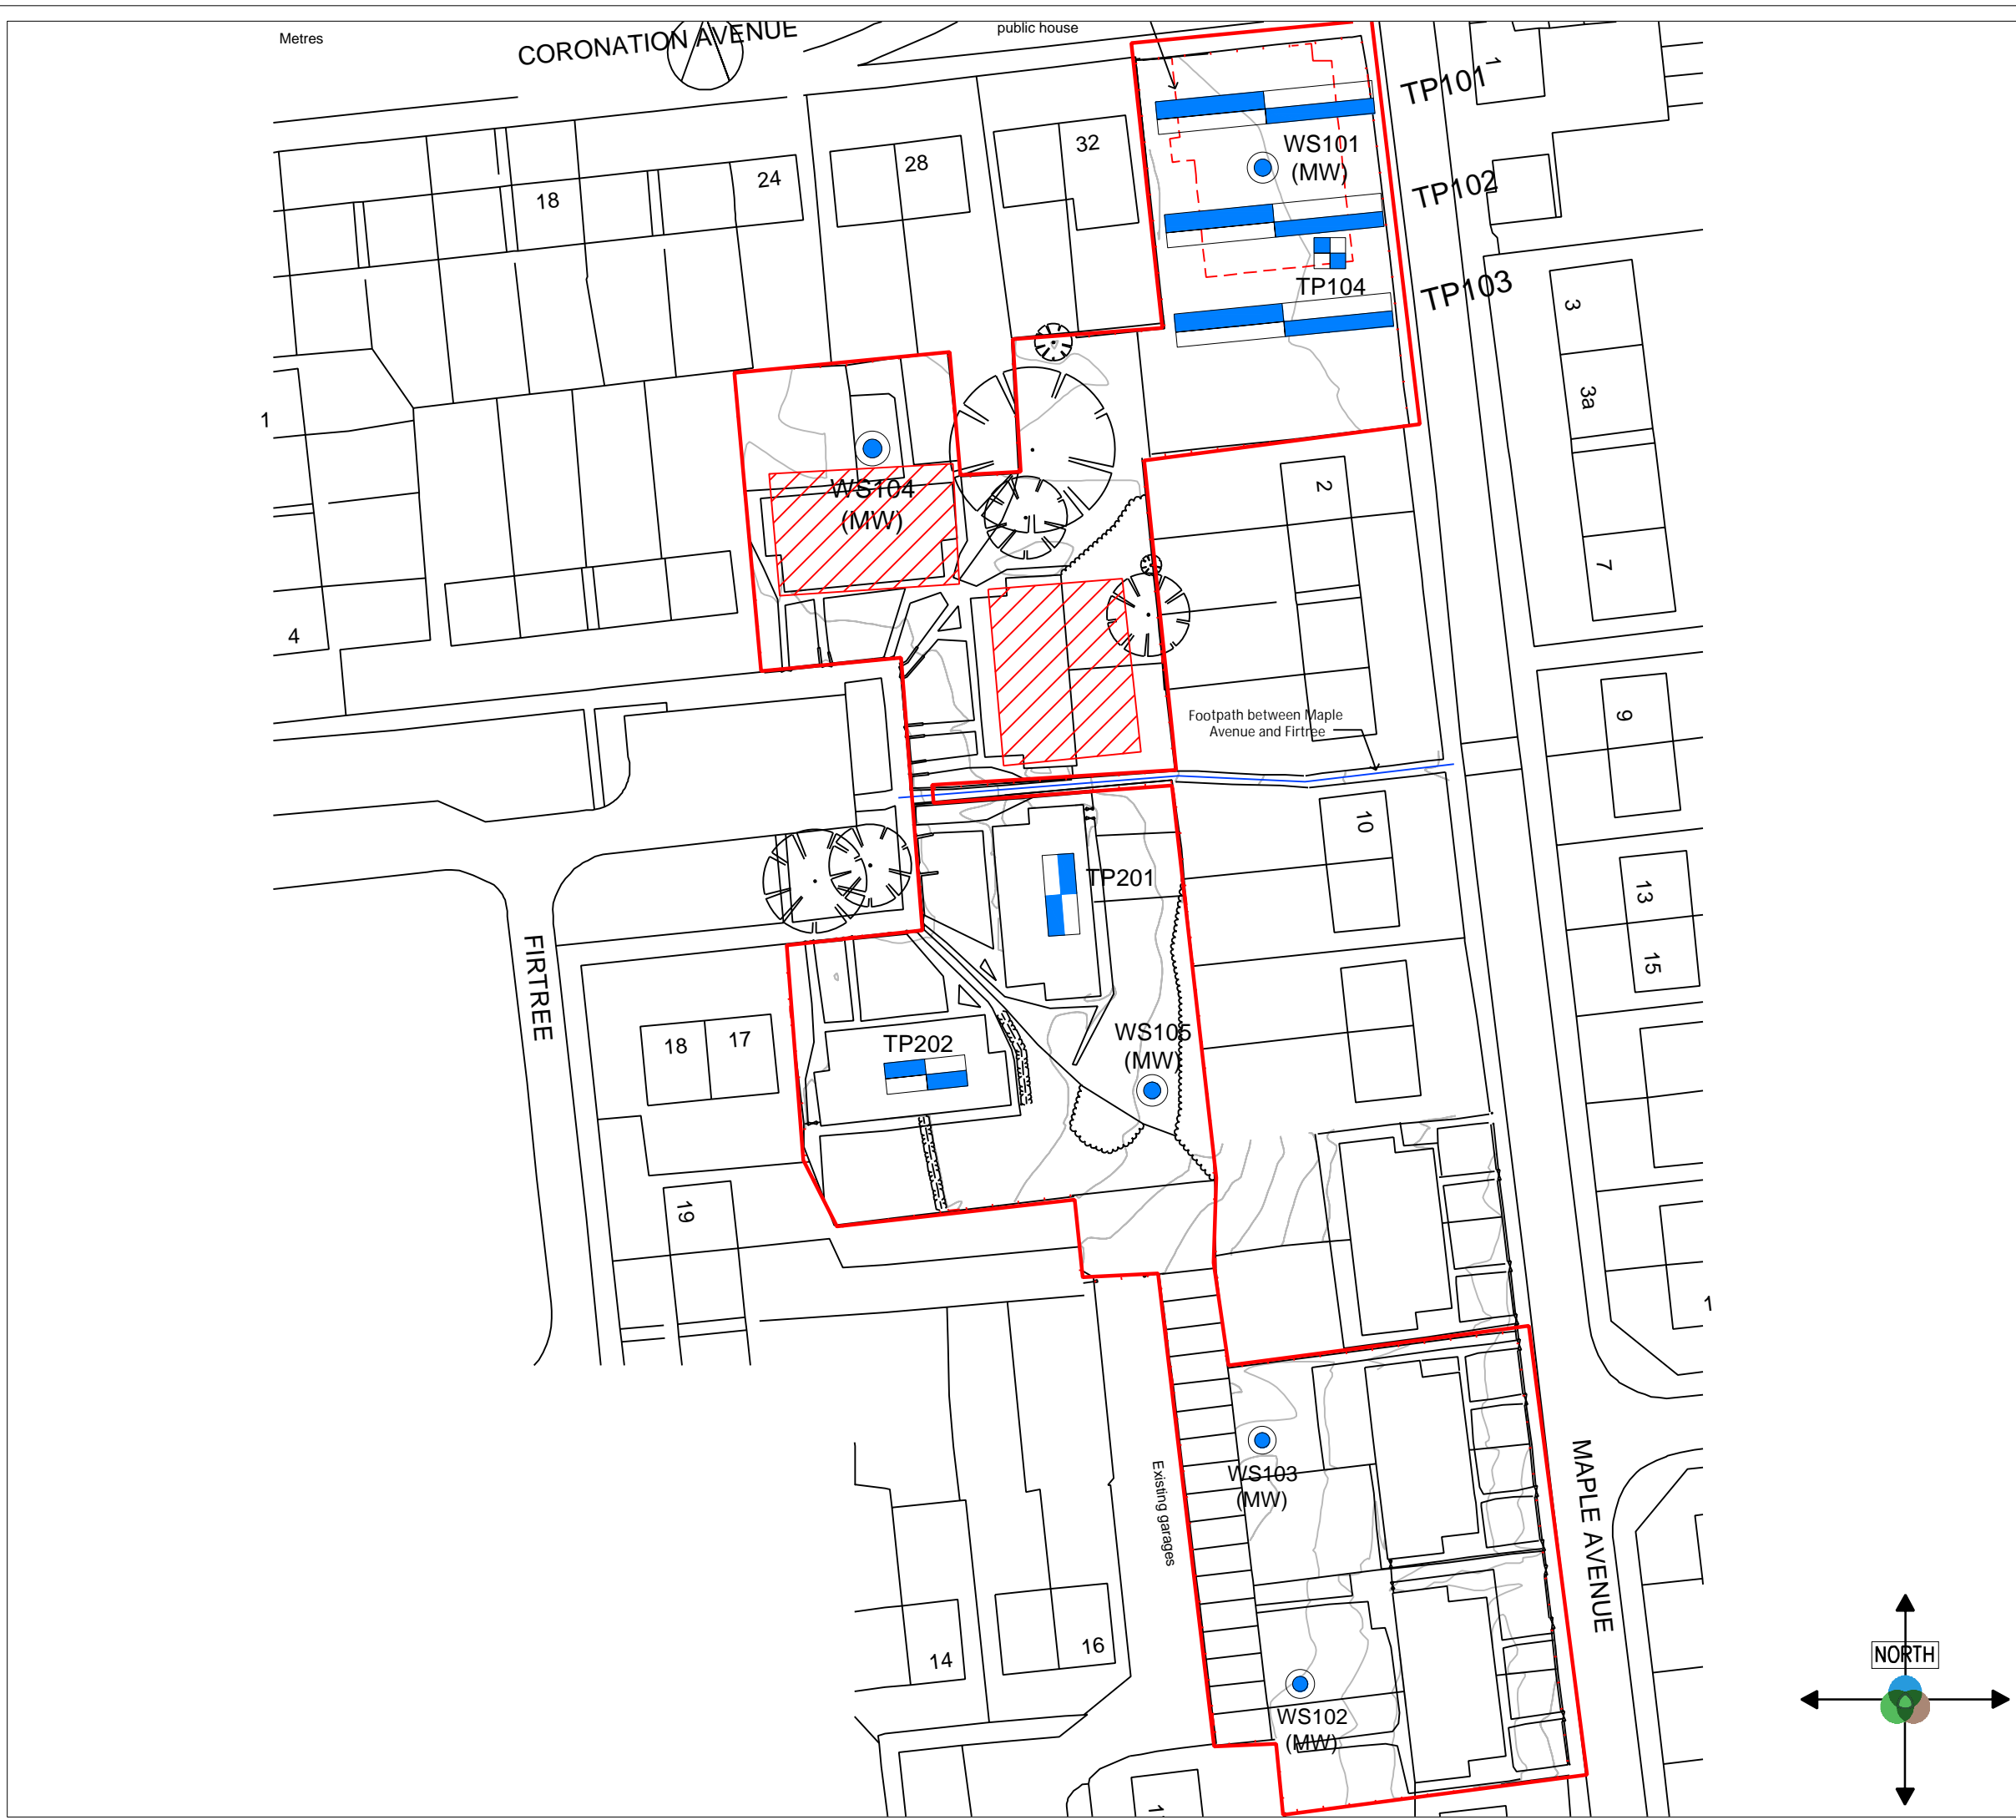 Metres
CORONATION AVENUE
public house
TP101
1
WS101
(MW)
32
28
24
18
TP102
TP104
TP103
3
3a
1
WS104
(MW)
2
7
4
Footpath between Maple
Avenue and Firtree
9
10
TP201
13
15
FIRTREE
18
17
TP202
WS105
(MW)
19
1
WS103
(MW)
Existing garages
MAPLE AVENUE
14
16
WS102
(MW)
NORTH